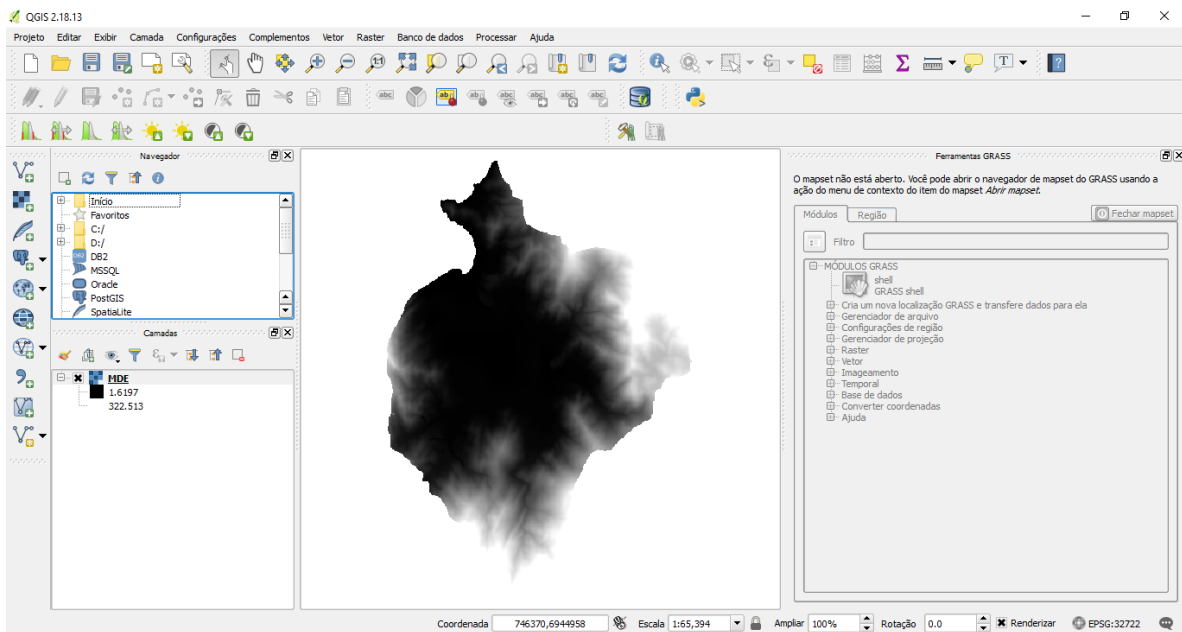 QGIS 2.18.13
Projeto Editar Exibir Camada Configurações Complementos Vetor Raster Banco de dados Processar Ajuda
Navegador
Início
Favoritos
C:/
D:/
DB2
MSSQL
Oracle
PostGIS
SpatiaLite
Camadas
MDE
1.6197
322.513
Ferramentas GRASS
O mapset não está aberto. Você pode abrir o navegador de mapset do GRASS usando a
ação do menu de contexto do item do mapset Abrir mapset.
Módulos Região Fechar mapset
Filtro
MÓDULOS GRASS
shell
GRASS shell
Cria um nova localização GRASS e transfere dados para ela
Gerenciador de arquivo
Configurações de região
Gerenciador de projeção
Raster
Vetor
Imageamento
Temporal
Base de dados
Converter coordenadas
Ajuda
Coordenada 746370,6944958 Escala 1:65,394 Ampliar 100% Rotação 0.0 Renderizar EPSG:32722